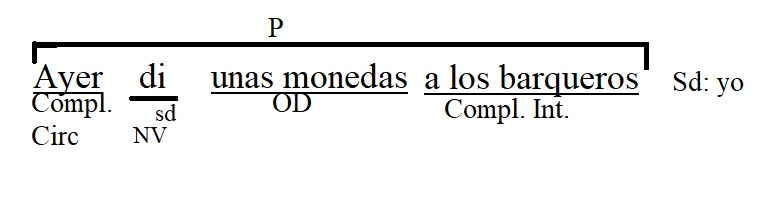 P
Ayer di unas monedas a los barqueros Sd: yo
Compl. sd OD Compl. Int.
Circ NV